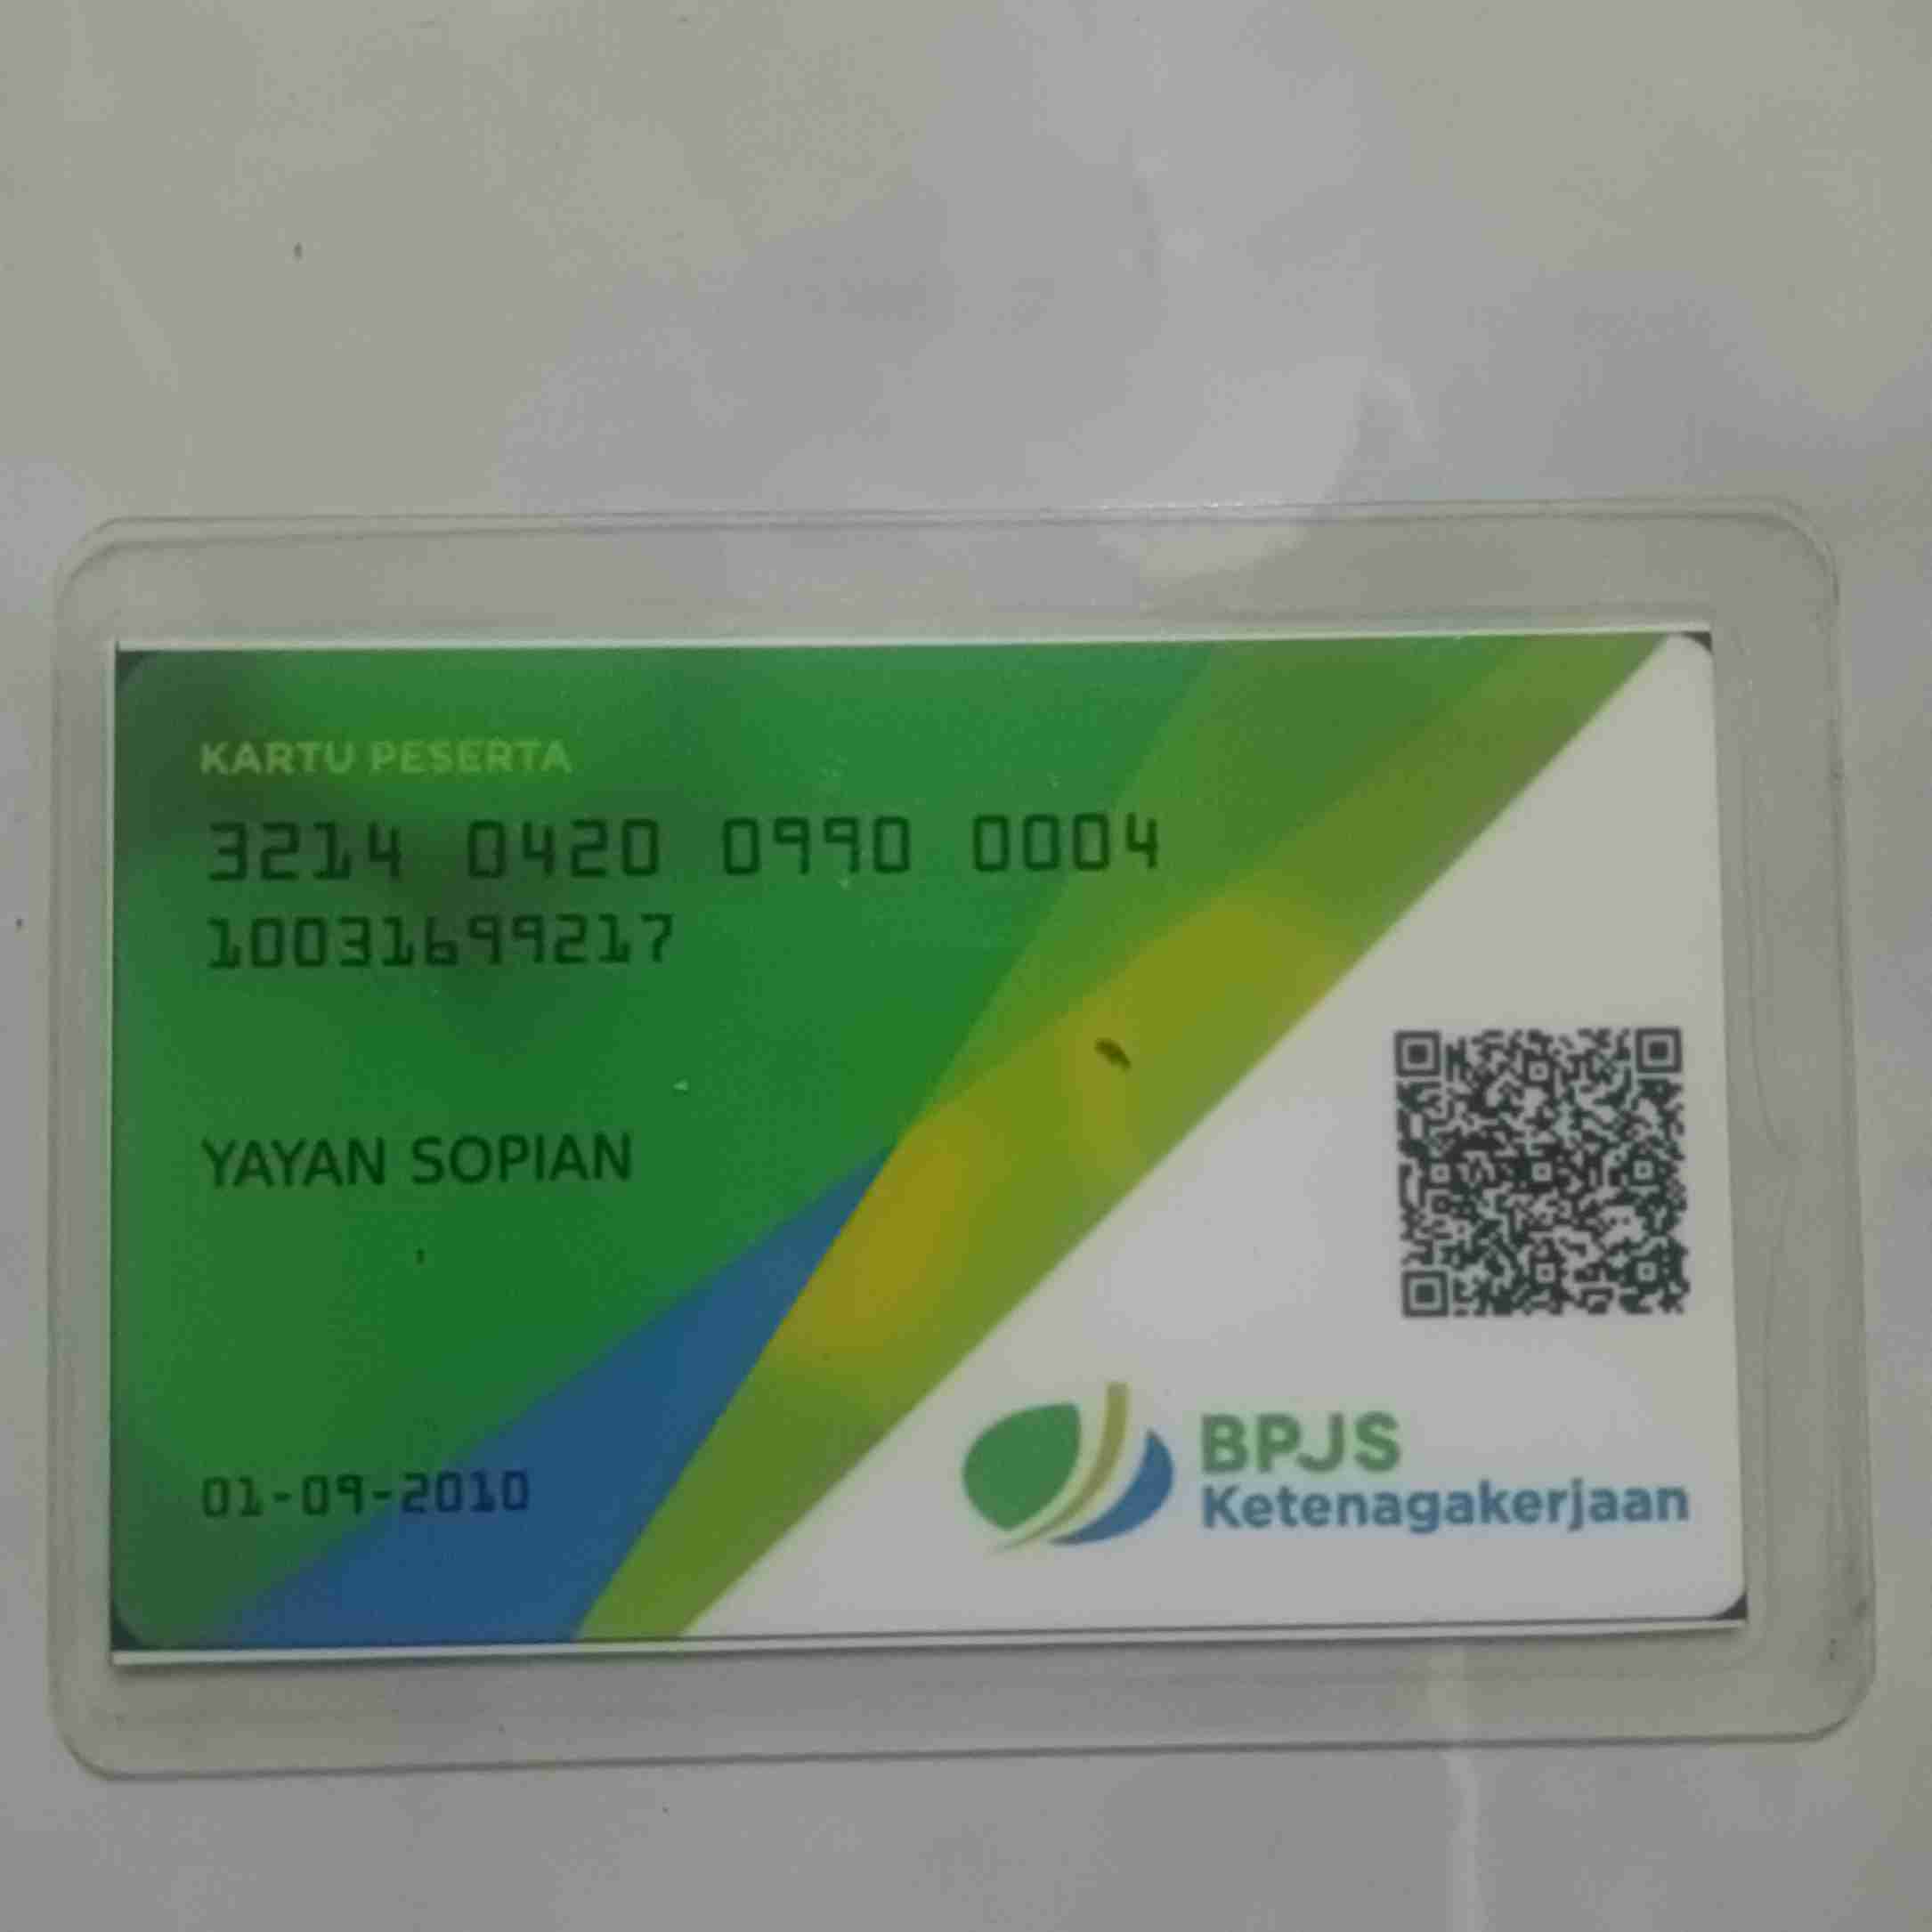 KARTU PESERTA
3214 0420 0990 0004
10031699217
YAYAN SOPIAN
01-09-2010
BPJS
Ketenagakerjaan